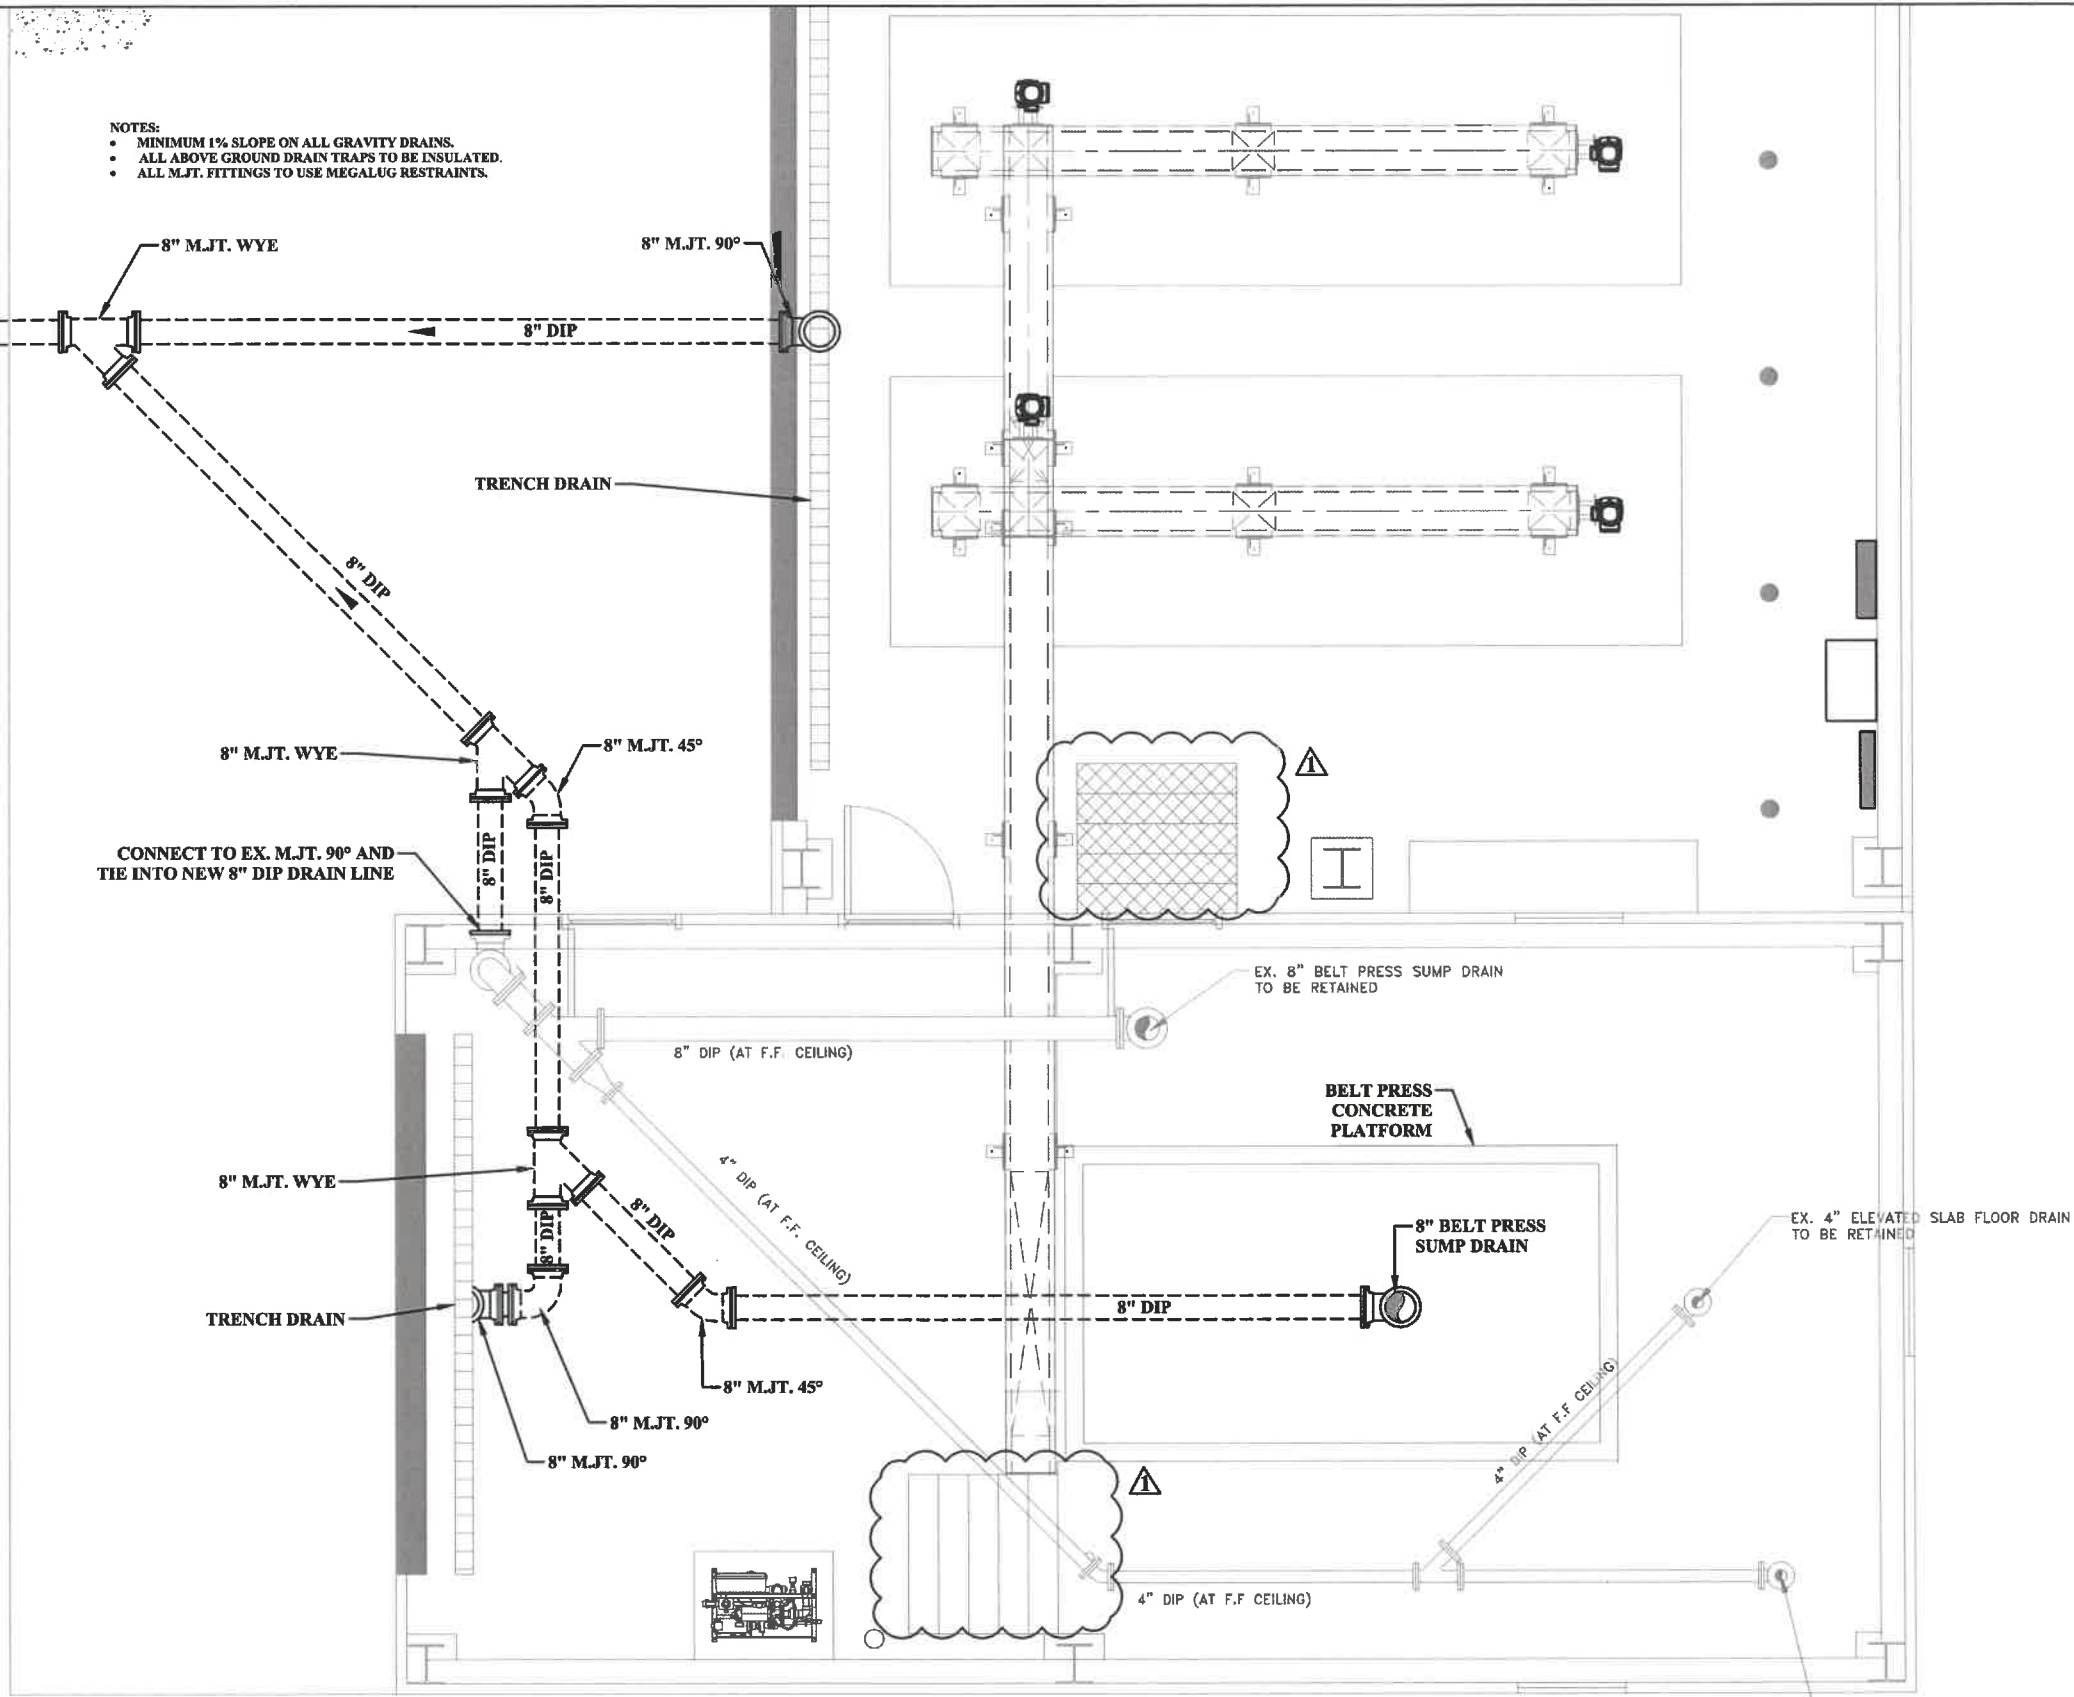 NOTES:
• MINIMUM 1% SLOPE ON ALL GRAVITY DRAINS.
• ALL ABOVE GROUND DRAIN TRAPS TO BE INSULATED.
• ALL M.JT. FITTINGS TO USE MEGALUG RESTRAINTS.
8" M.JT. WYE
8" M.JT. 90°
8" DIP
TRENCH DRAIN
8" DIP
8" M.JT. WYE
8" M.JT. 45°
1
CONNECT TO EX. M.JT. 90° AND
TIE INTO NEW 8" DIP DRAIN LINE
8" DIP
8" DIP
EX. 8" BELT PRESS SUMP DRAIN
TO BE RETAINED
8" DIP (AT F.F. CEILING)
BELT PRESS
CONCRETE
PLATFORM
4" DIP (AT F.F. CEILING)
8" M.JT. WYE
8" DIP
8" DIP
8" BELT PRESS
SUMP DRAIN
EX. 4" ELEVATED SLAB FLOOR DRAIN
TO BE RETAINED
TRENCH DRAIN
8" DIP
8" M.JT. 45°
8" M.JT. 90°
8" M.JT. 90°
4" DIP (AT F.F CEILING)
1
4" DIP (AT F.F CEILING)